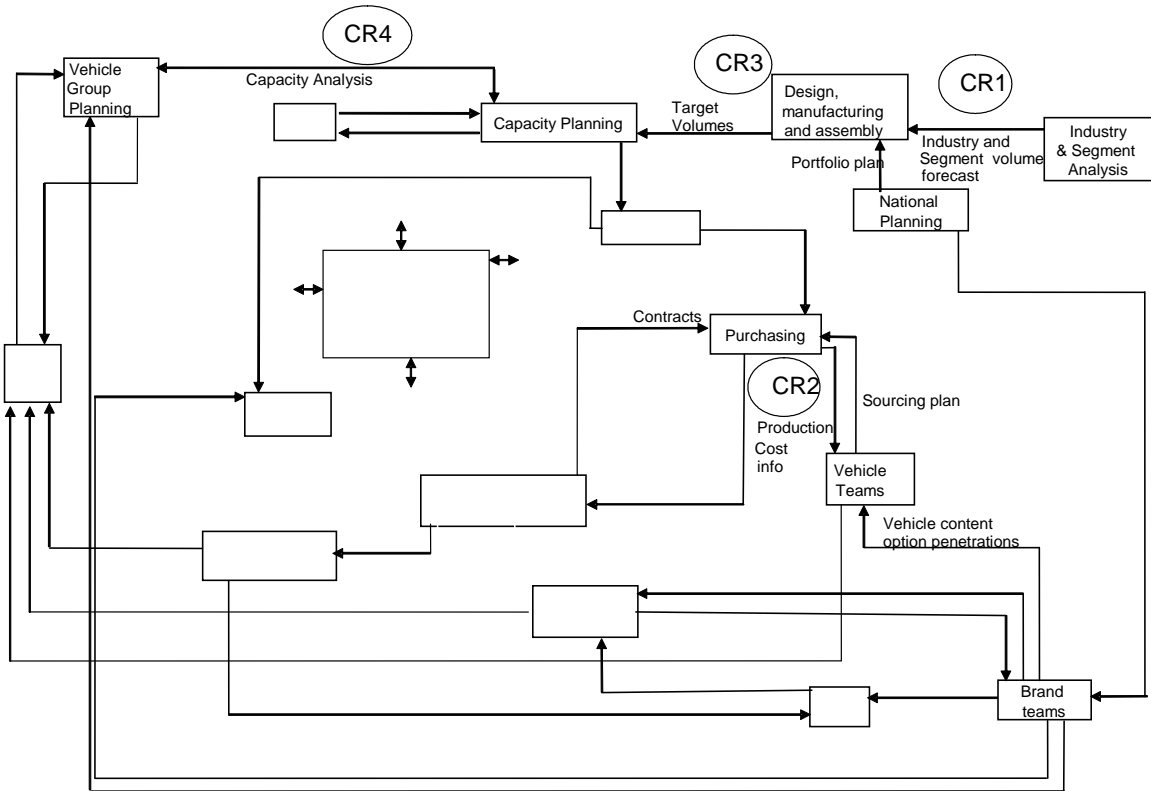 CR4
CR3
CR1
Vehicle
Group
Planning
Capacity Analysis
Capacity Planning
Target
Volumes
Design,
manufacturing
and assembly
Industry and
Segment volume
forecast
Industry
& Segment
Analysis
Portfolio plan
National
Planning
Contracts
Purchasing
CR2
Sourcing plan
Production
Cost
info
Vehicle
Teams
Vehicle content
option penetrations
Brand
teams